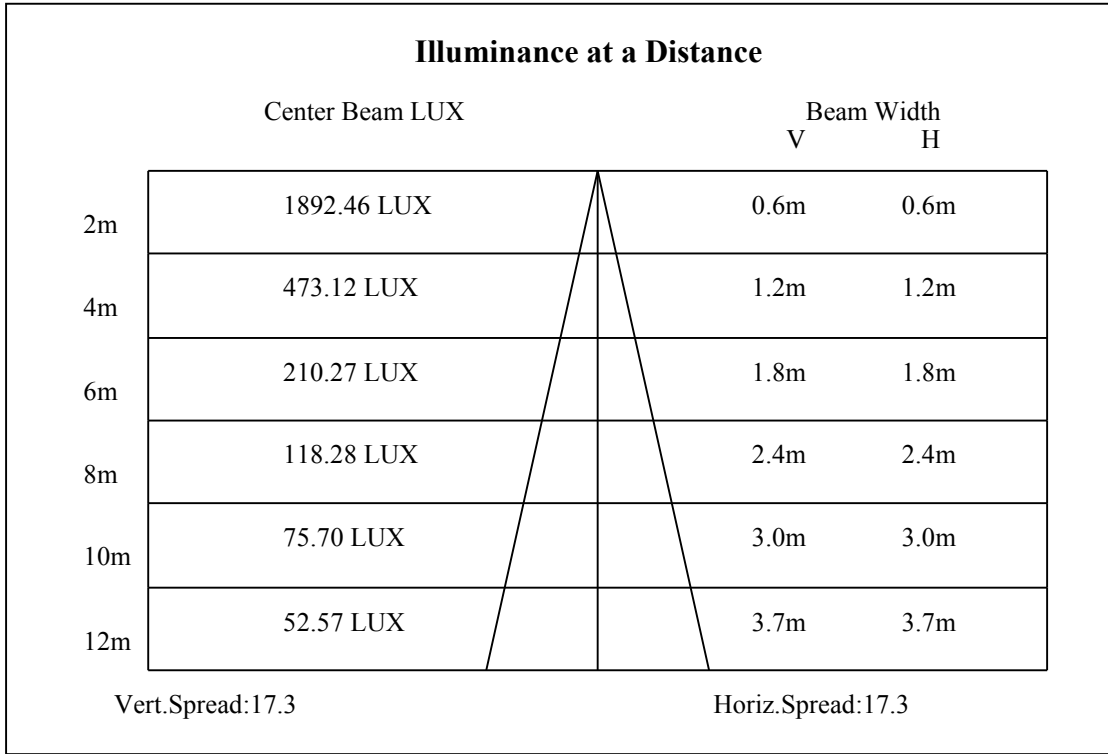 Illuminance at a Distance
Center Beam LUX Beam Width
V H
2m 1892.46 LUX 0.6m 0.6m
4m 473.12 LUX 1.2m 1.2m
6m 210.27 LUX 1.8m 1.8m
8m 118.28 LUX 2.4m 2.4m
10m 75.70 LUX 3.0m 3.0m
12m 52.57 LUX 3.7m 3.7m
Vert.Spread:17.3 Horiz.Spread:17.3